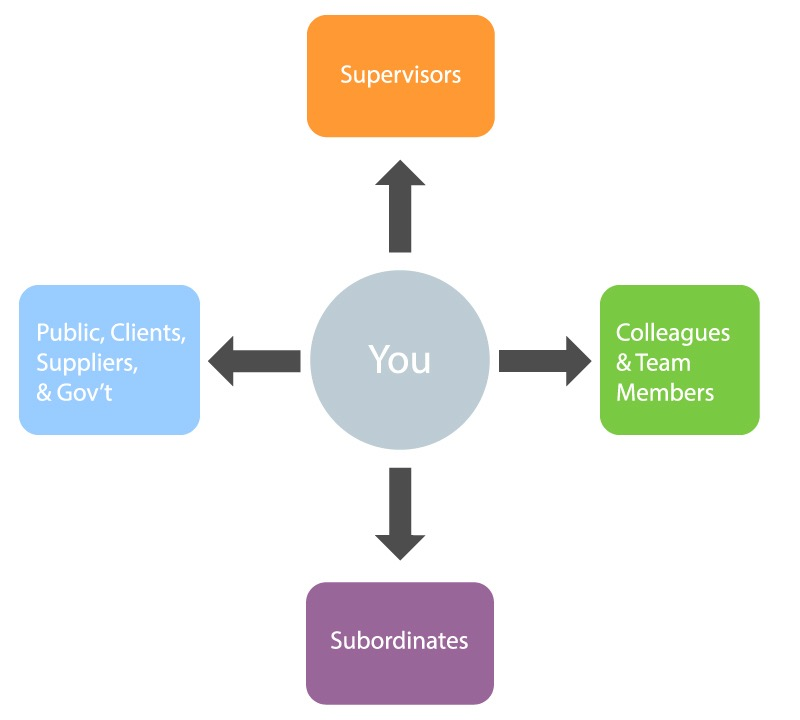 Supervisors
Public, Clients,
Suppliers,
& Gov't
You
Colleagues
& Team
Members
Subordinates